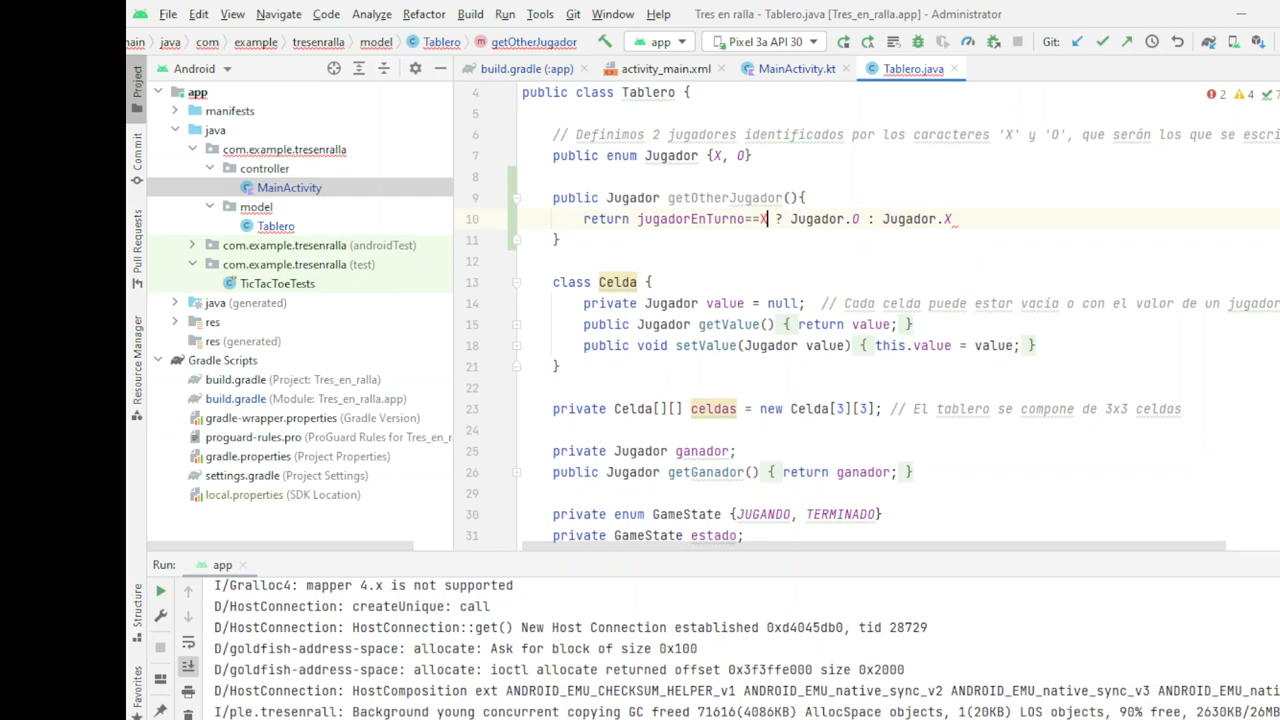 File Edit View Navigate Code Analyze Refactor Build Run Tools Git Window Help Tres en ralla - Tablero.java [Tres_en_ralla.app] - Administrator
main java com example tresenralla model Tablero getOtherJugador app Pixel 3a API 30 Git:
Android build.gradle (:app) activity_main.xml MainActivity.kt Tablero.java
Project
Commit
Pull Requests
Resource Manager
Structure
Favorites
app
manifests
java
com.example.tresenralla
controller
MainActivity
model
Tablero
com.example.tresenralla (androidTest)
com.example.tresenralla (test)
TicTacToeTests
java (generated)
res
res (generated)
Gradle Scripts
build.gradle (Project: Tres_en_ralla)
build.gradle (Module: Tres_en_ralla.app)
gradle-wrapper.properties (Gradle Version)
proguard-rules.pro (ProGuard Rules for Tres_en_r
gradle.properties (Project Properties)
settings.gradle (Project Settings)
local.properties (SDK Location)
2 4 7
4 public class Tablero {
5
6 // Definimos 2 jugadores identificados por los caracteres 'X' y 'O', que serán los que se escri
7 public enum Jugador {X, O}
8
9 public Jugador getOtherJugador(){
10 return jugadorEnTurno==X ? Jugador.O : Jugador.X
11 }
12
13 class Celda {
14 private Jugador value = null; // Cada celda puede estar vacía o con el valor de un jugador
15 public Jugador getValue() { return value; }
18 public void setValue(Jugador value) { this.value = value; }
21 }
22
23 private Celda[][] celdas = new Celda[3][3]; // El tablero se compone de 3x3 celdas
24
25 private Jugador ganador;
26 public Jugador getGanador() { return ganador; }
29
30 private enum GameState {JUGANDO, TERMINADO}
31 private GameState estado;
Run: app
I/Gralloc4: mapper 4.x is not supported
D/HostConnection: createUnique: call
D/HostConnection: HostConnection::get() New Host Connection established 0xd4045db0, tid 28729
D/goldfish-address-space: allocate: Ask for block of size 0x100
D/goldfish-address-space: allocate: ioctl allocate returned offset 0x3f3ffe000 size 0x2000
D/HostConnection: HostComposition ext ANDROID_EMU_CHECKSUM_HELPER_v1 ANDROID_EMU_native_sync_v2 ANDROID_EMU_native_sync_v3 ANDROID_EMU_nati
I/ple.tresenrall: Background young concurrent copying GC freed 71616(4086KB) AllocSpace objects, 1(20KB) LOS objects, 90% free, 2630KB/26MB